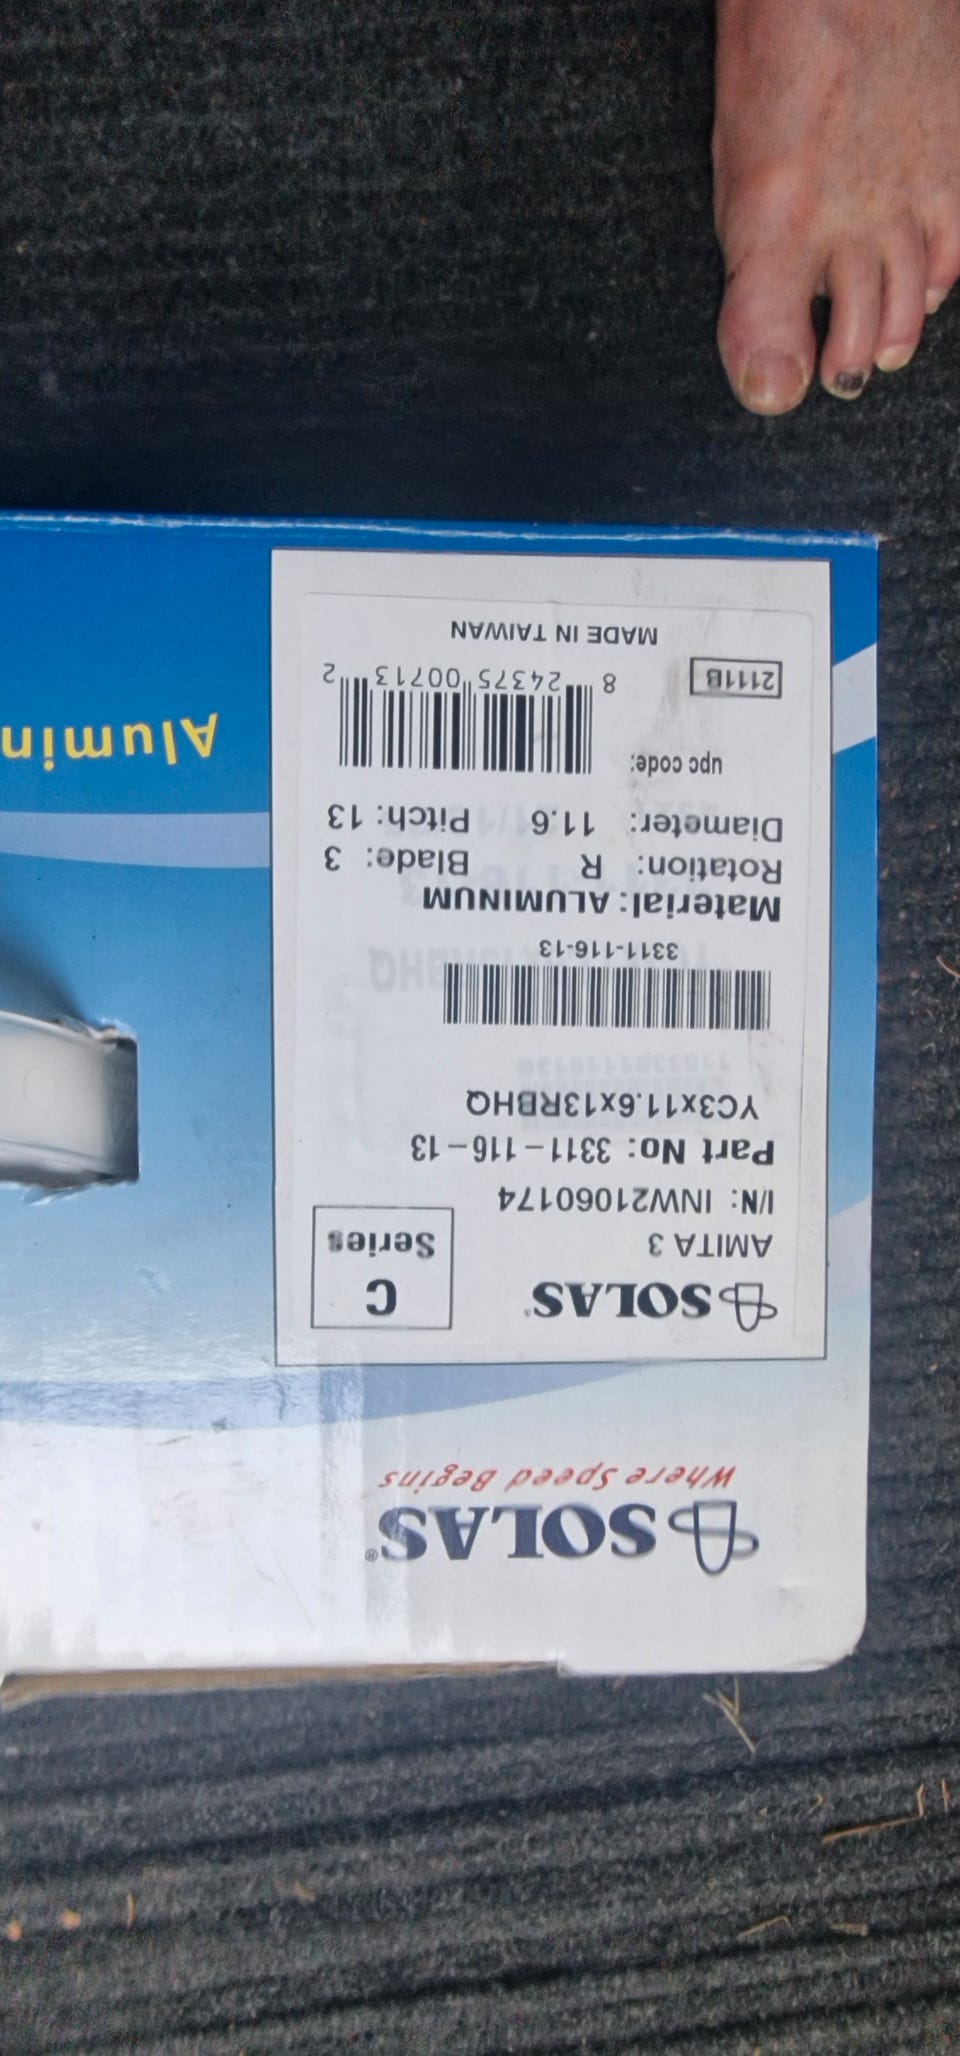 SOLAS®
Where Speed Begins
SOLAS®
C
Series
AMITA 3
I/N: INW21060174
Part No: 3311-116-13
YC3x11.6x13RBHQ
3311-116-13
Material: ALUMINUM
Rotation: R Blade: 3
Diameter: 11.6 Pitch: 13
upc code:
8 24375 00713 2
2111B
MADE IN TAIWAN
Alumin